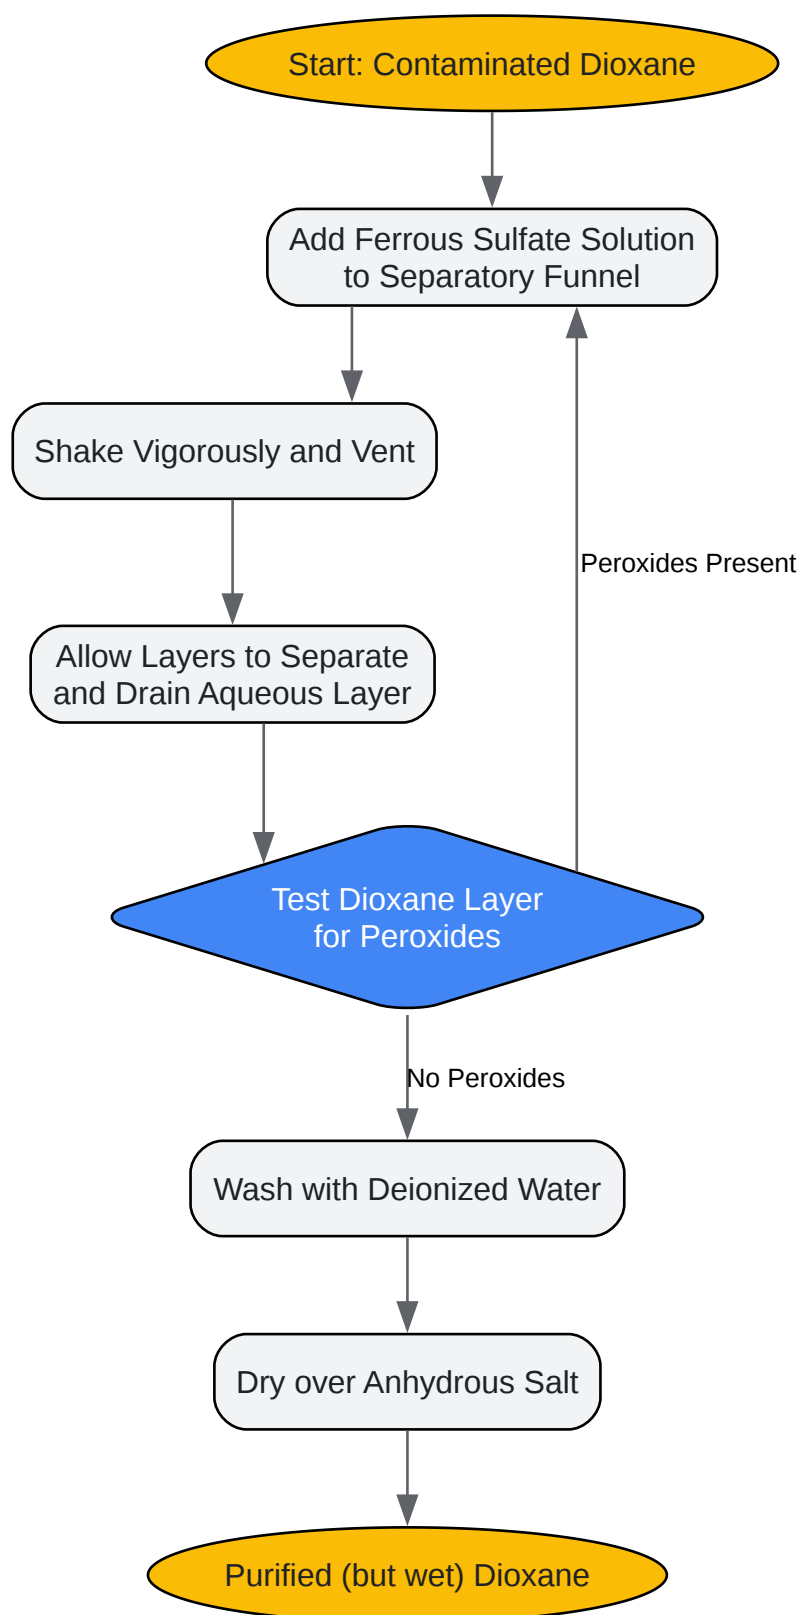 Start: Contaminated Dioxane
Add Ferrous Sulfate Solution
to Separatory Funnel
Shake Vigorously and Vent
Peroxides Present
Allow Layers to Separate
and Drain Aqueous Layer
Test Dioxane Layer
for Peroxides
No Peroxides
Wash with Deionized Water
Dry over Anhydrous Salt
Purified (but wet) Dioxane